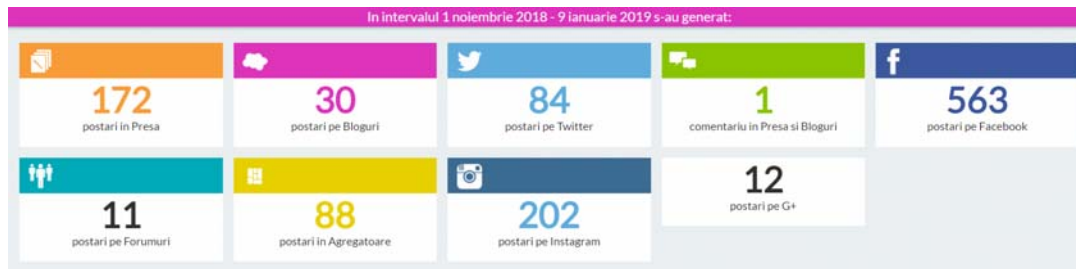 In intervalul 1 noiembrie 2018 - 9 ianuarie 2019 s-au generat:
172
postari in Presa
30
postari pe Bloguri
84
postari pe Twitter
1
comentariu in Presa si Bloguri
563
postari pe Facebook
11
postari pe Forumuri
88
postari in Agregatoare
202
postari pe Instagram
12
postari pe G+